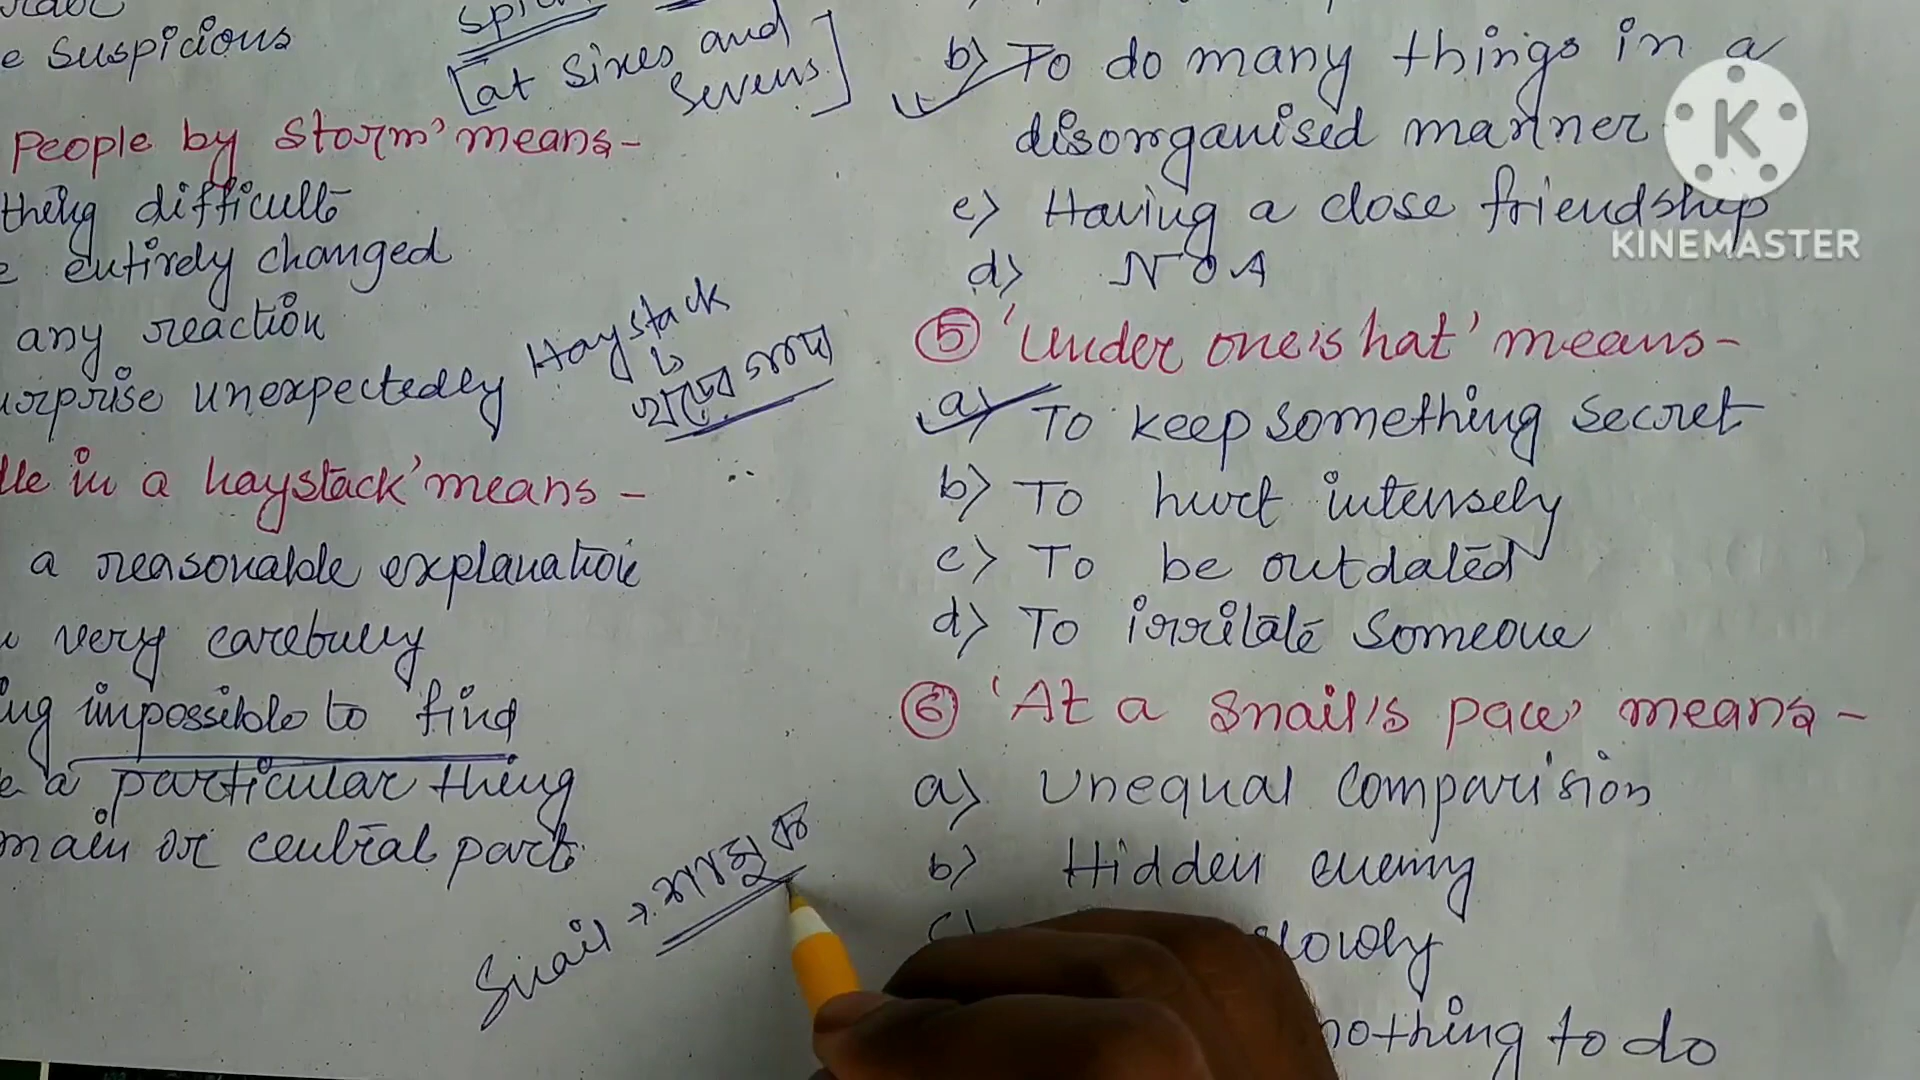 e suspicious
[at sixes and
sevens]
People by storm' means-
thing difficult
e entirely changed
any reaction
urprise unexpectedly
Haystack
খড়ের গাদা
dle in a haystack' means -
a reasonable explanation
very carefully
ng impossible to find
e a particular thing
main or central part
Snail → শামুক
b) To do many things in a
disorganised manner
c) Having a close friendship
d) NOA
⑤ 'Under one's hat' means-
a) To keep something secret
b) To hurt intensely
c) To be outdated
d) To irritate someone
⑥ 'At a snail's pace' means-
a) Unequal comparision
b) Hidden enemy
slowly
nothing to do
K
KINEMASTER